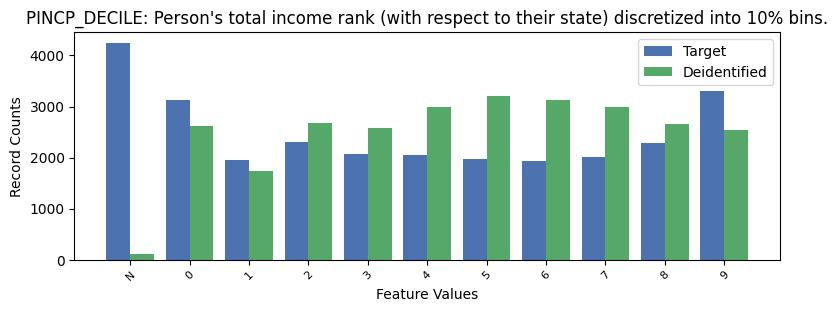 PINCP_DECILE: Person's total income rank (with respect to their state) discretized into 10% bins.
Target
Deidentified
4000
3000
2000
1000
0
Record Counts
N 0 1 2 3 4 5 6 7 8 9
Feature Values